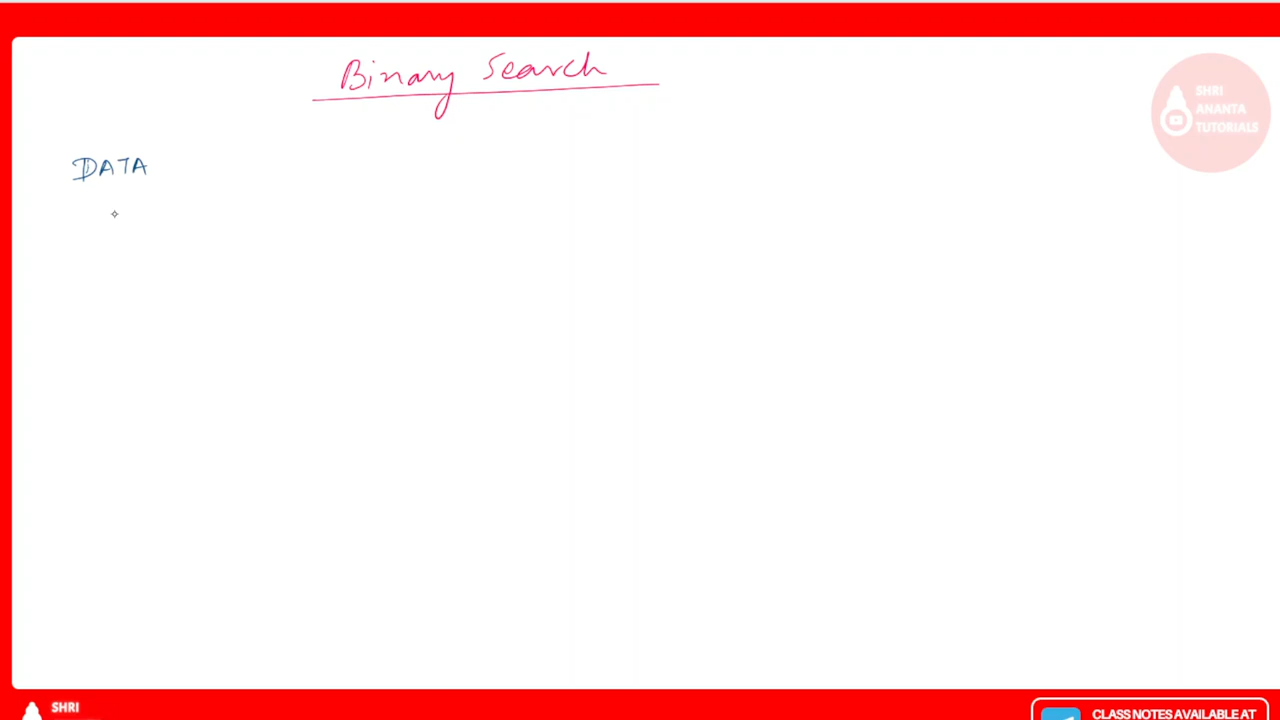 Binary Search
SHRI
ANANTA
TUTORIALS
DATA
SHRI
CLASS NOTES AVAILABLE AT